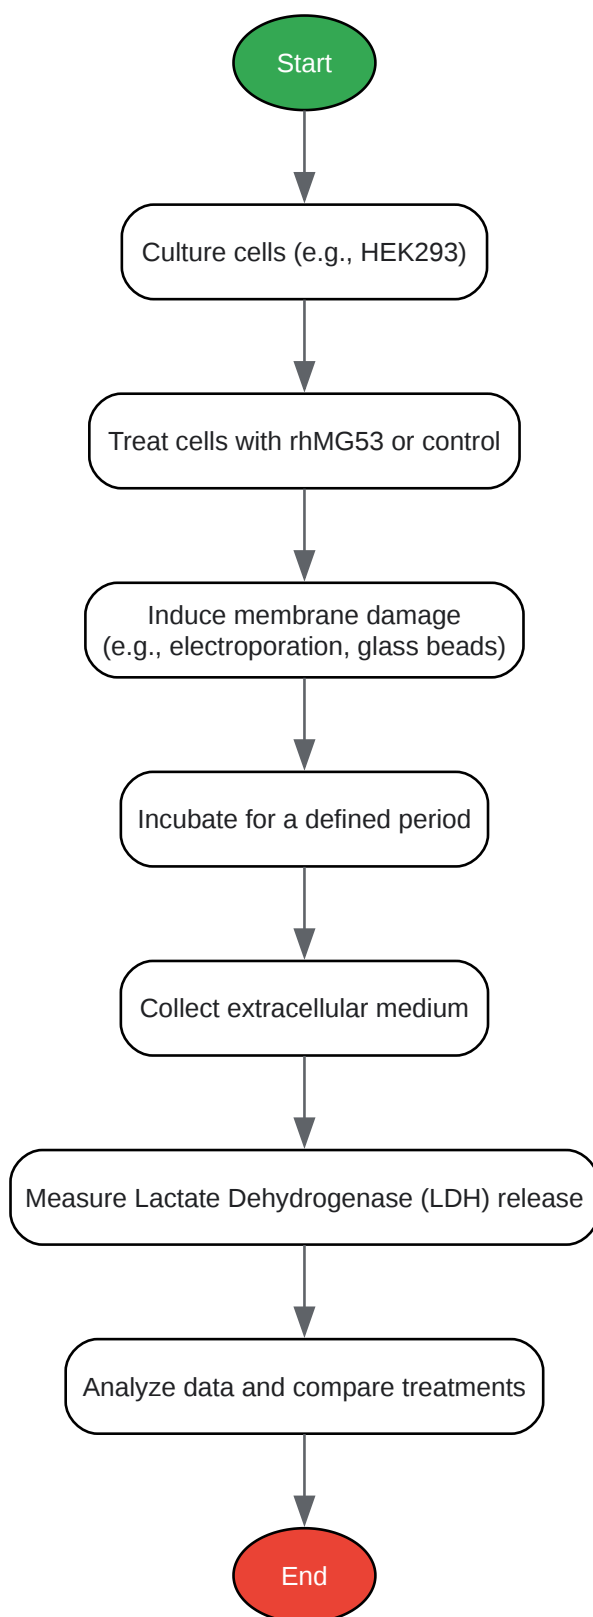 Start
Culture cells (e.g., HEK293)
Treat cells with rhMG53 or control
Induce membrane damage
(e.g., electroporation, glass beads)
Incubate for a defined period
Collect extracellular medium
Measure Lactate Dehydrogenase (LDH) release
Analyze data and compare treatments
End